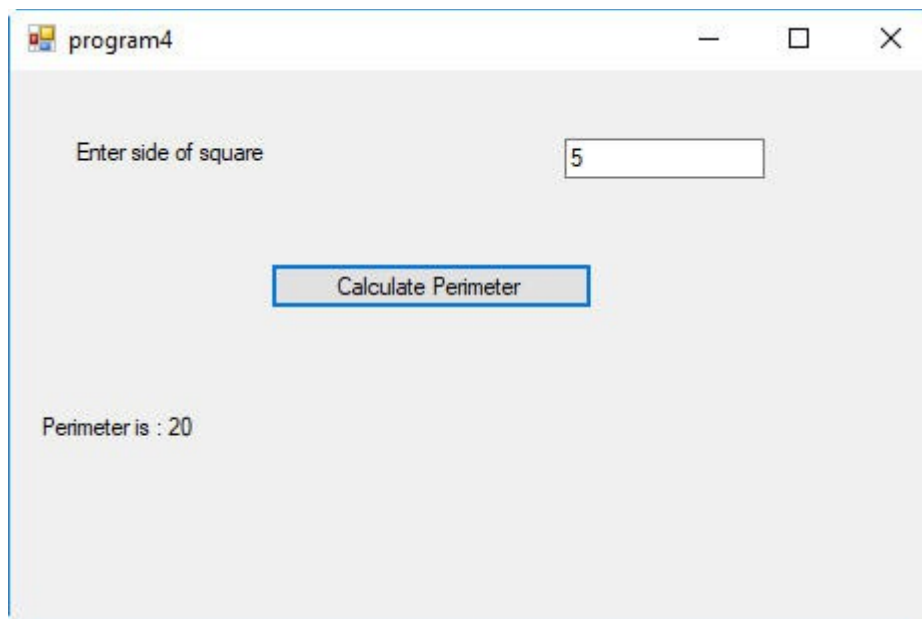 program4
Enter side of square
5
Calculate Perimeter
Perimeter is : 20